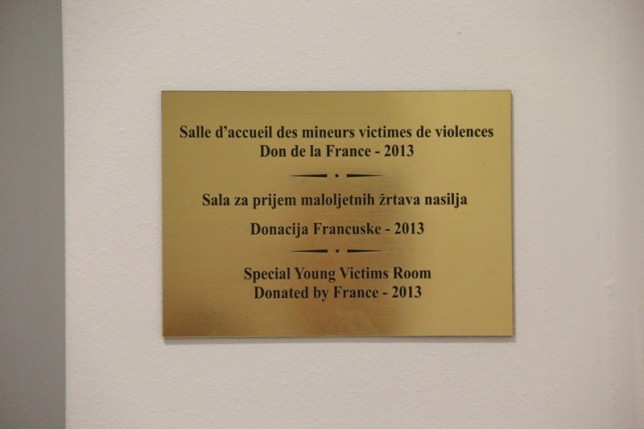 Salle d'accueil des mineurs victimes de violences
Don de la France - 2013
Sala za prijem maloljetnih žrtava nasilja
Donacija Francuske - 2013
Special Young Victims Room
Donated by France - 2013